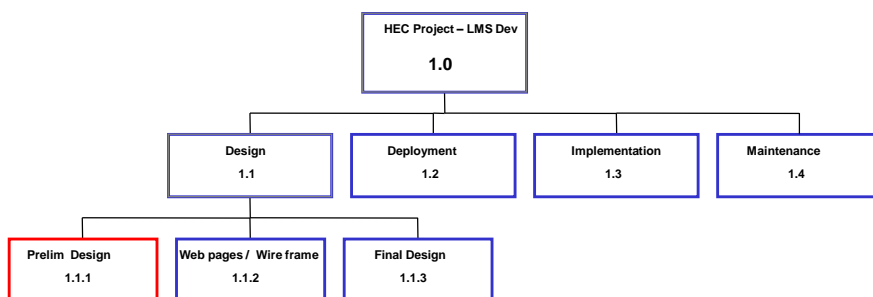 HEC Project – LMS Dev
1.0
Design
1.1
Deployment
1.2
Implementation
1.3
Maintenance
1.4
Prelim Design
1.1.1
Web pages / Wire frame
1.1.2
Final Design
1.1.3